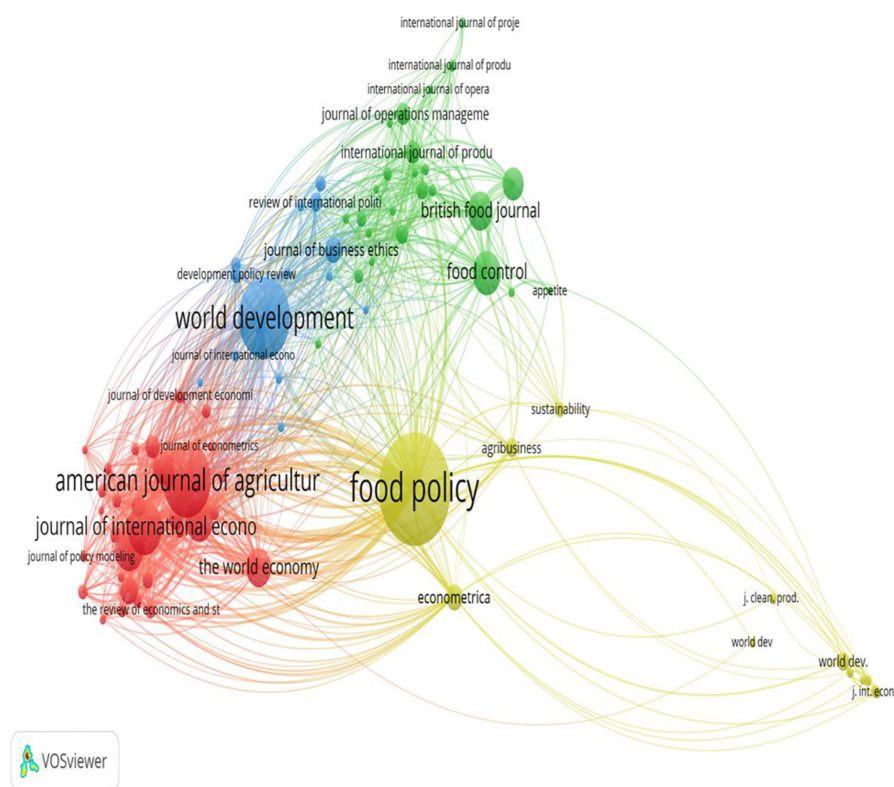 international journal of proje
international journal of produ
international journal of opera
journal of operations manageme
international journal of produ
review of international politi
british food journal
journal of business ethics
development policy review
food control
appetite
world development
journal of international econo
journal of development economi
sustainability
journal of econometrics
agribusiness
american journal of agricultur
food policy
journal of international econo
journal of policy modeling
the world economy
econometrica
j. clean. prod.
the review of economics and st
world dev
world dev.
j. int. econ
VOSviewer